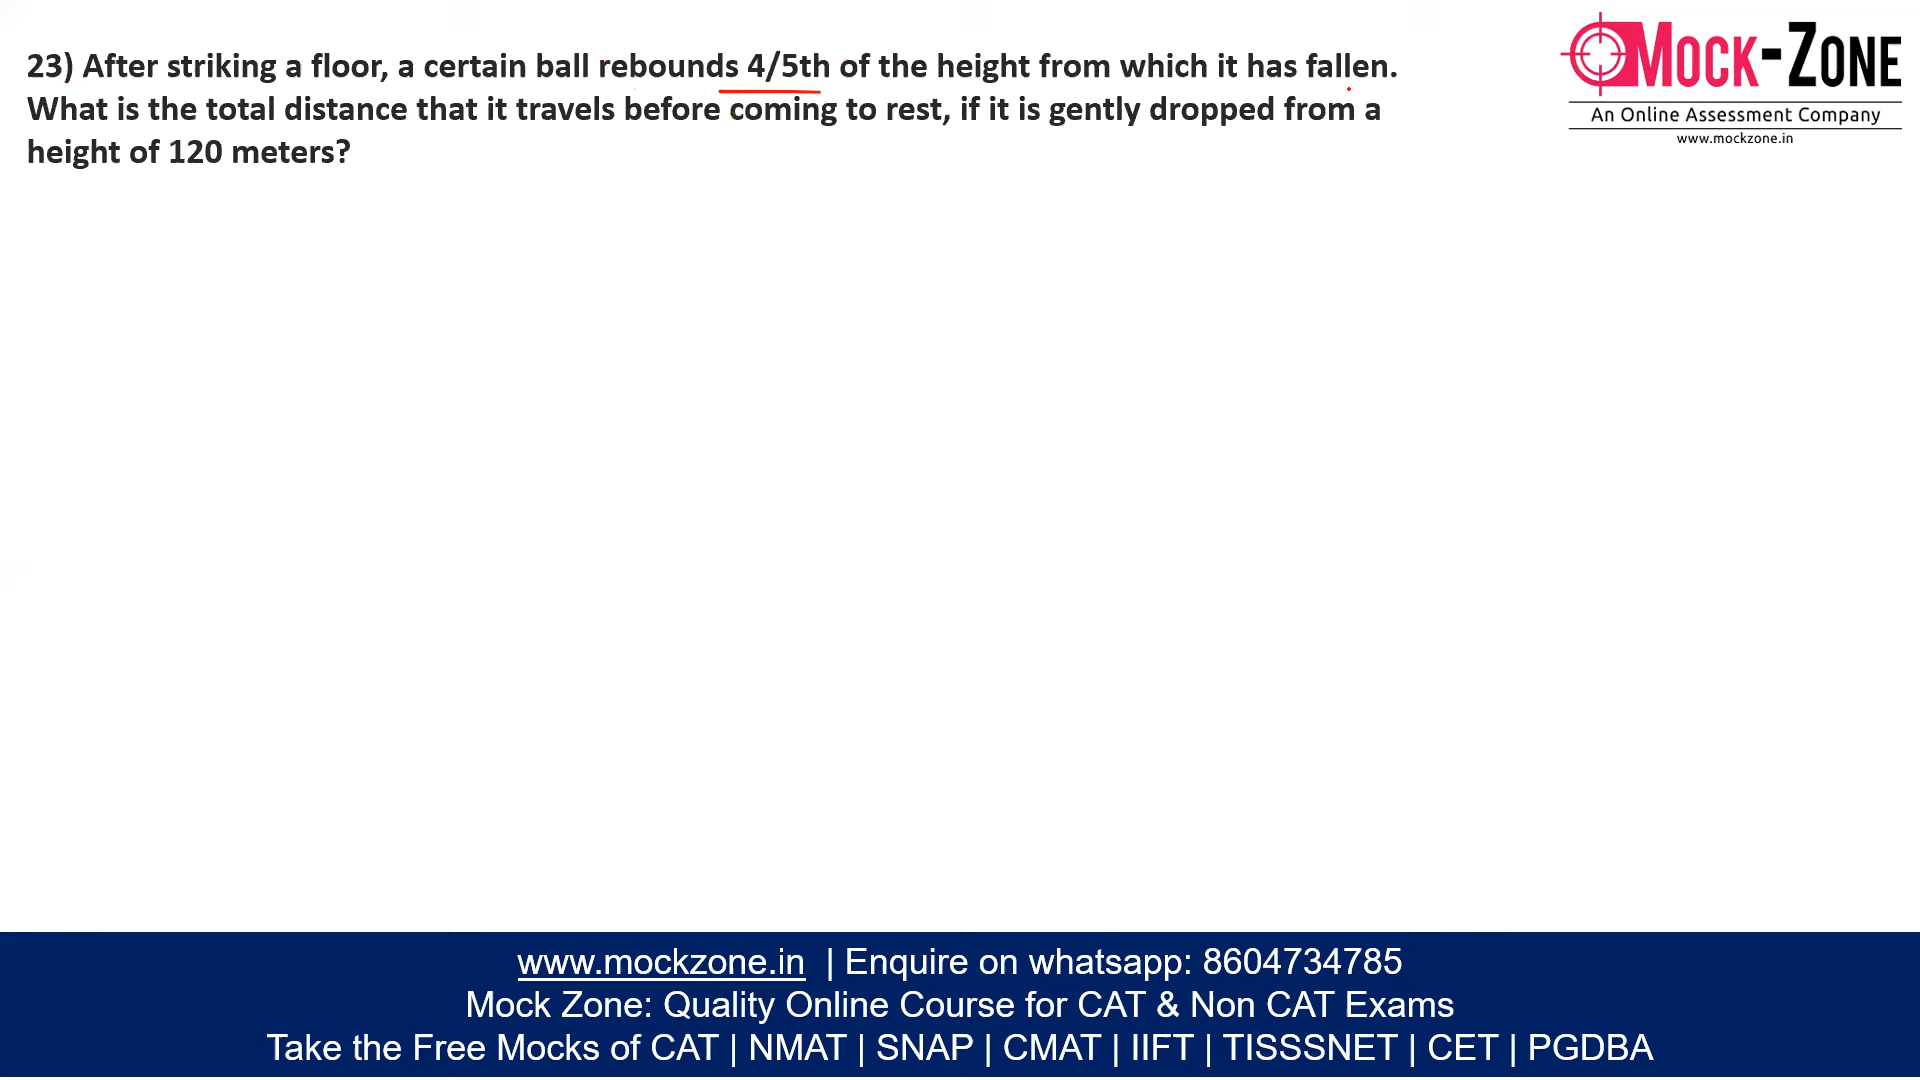 23) After striking a floor, a certain ball rebounds 4/5th of the height from which it has fallen.
What is the total distance that it travels before coming to rest, if it is gently dropped from a
height of 120 meters?
MOCK-ZONE
An Online Assessment Company
www.mockzone.in
www.mockzone.in | Enquire on whatsapp: 8604734785
Mock Zone: Quality Online Course for CAT & Non CAT Exams
Take the Free Mocks of CAT | NMAT | SNAP | CMAT | IIFT | TISSSNET | CET | PGDBA